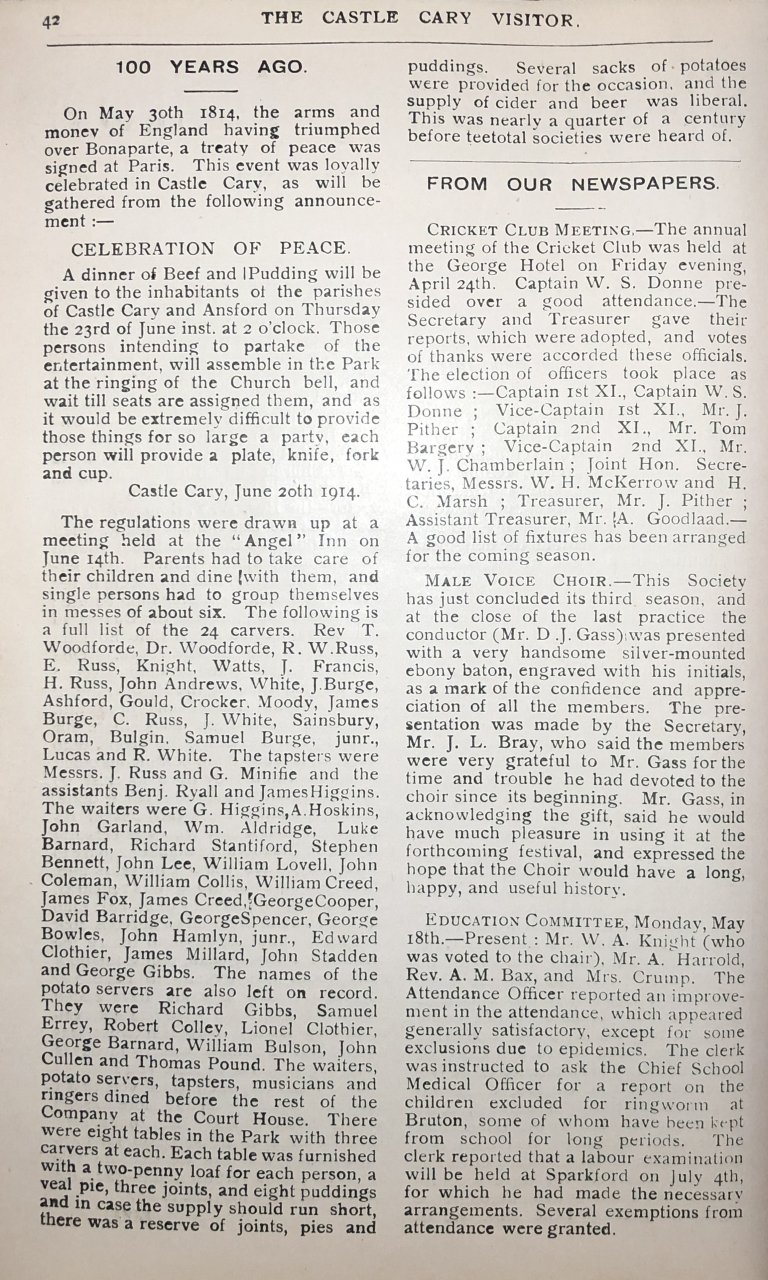 42
THE CASTLE CARY VISITOR.
100 YEARS AGO.
On May 30th 1814, the arms and
money of England having triumphed
over Bonaparte, a treaty of peace was
signed at Paris. This event was loyally
celebrated in Castle Cary, as will be
gathered from the following announce-
ment :—
CELEBRATION OF PEACE.
A dinner of Beef and lPudding will be
given to the inhabitants of the parishes
of Castle Cary and Ansford on Thursday
the 23rd of June inst. at 2 o'clock. Those
persons intending to partake of the
entertainment, will assemble in the Park
at the ringing of the Church bell, and
wait till seats are assigned them, and as
it would be extremely difficult to provide
those things for so large a party, each
person will provide a plate, knife, fork
and cup.
Castle Cary, June 20th 1914.
The regulations were drawn up at a
meeting held at the "Angel" Inn on
June 14th. Parents had to take care of
their children and dine [with them, and
single persons had to group themselves
in messes of about six. The following is
a full list of the 24 carvers. Rev T.
Woodforde, Dr. Woodforde, R. W.Russ,
E. Russ, Knight, Watts, J. Francis,
H. Russ, John Andrews, White, J.Burge,
Ashford, Gould, Crocker, Moody, James
Burge, C. Russ, J. White, Sainsbury,
Oram, Bulgin, Samuel Burge, junr.,
Lucas and R. White. The tapsters were
Messrs. J. Russ and G. Minifie and the
assistants Benj. Ryall and JamesHiggins.
The waiters were G. Higgins,A.Hoskins,
John Garland, Wm. Aldridge, Luke
Barnard, Richard Stantiford, Stephen
Bennett, John Lee, William Lovell, John
Coleman, William Collis, William Creed,
James Fox, James Creed,[GeorgeCooper,
David Barridge, GeorgeSpencer, George
Bowles, John Hamlyn, junr., Edward
Clothier, James Millard, John Stadden
and George Gibbs. The names of the
potato servers are also left on record.
They were Richard Gibbs, Samuel
Errey, Robert Colley, Lionel Clothier,
George Barnard, William Bulson, John
Cullen and Thomas Pound. The waiters,
potato servers, tapsters, musicians and
ringers dined before the rest of the
Company at the Court House. There
were eight tables in the Park with three
carvers at each. Each table was furnished
with a two-penny loaf for each person, a
veal pie, three joints, and eight puddings
and in case the supply should run short,
there was a reserve of joints, pies and
puddings. Several sacks of potatoes
were provided for the occasion, and the
supply of cider and beer was liberal.
This was nearly a quarter of a century
before teetotal societies were heard of.
FROM OUR NEWSPAPERS.
CRICKET CLUB MEETING.—The annual
meeting of the Cricket Club was held at
the George Hotel on Friday evening,
April 24th. Captain W. S. Donne pre-
sided over a good attendance.—The
Secretary and Treasurer gave their
reports, which were adopted, and votes
of thanks were accorded these officials.
The election of officers took place as
follows :—Captain 1st XI., Captain W. S.
Donne ; Vice-Captain 1st XI., Mr. J.
Pither ; Captain 2nd XI., Mr. Tom
Bargery ; Vice-Captain 2nd XI., Mr.
W. J. Chamberlain ; Joint Hon. Secre-
taries, Messrs. W. H. McKerrow and H.
C. Marsh ; Treasurer, Mr. J. Pither ;
Assistant Treasurer, Mr. [A. Goodlaad.—
A good list of fixtures has been arranged
for the coming season.
MALE VOICE CHOIR.—This Society
has just concluded its third season, and
at the close of the last practice the
conductor (Mr. D .J. Gass) was presented
with a very handsome silver-mounted
ebony baton, engraved with his initials,
as a mark of the confidence and appre-
ciation of all the members. The pre-
sentation was made by the Secretary,
Mr. J. L. Bray, who said the members
were very grateful to Mr. Gass for the
time and trouble he had devoted to the
choir since its beginning. Mr. Gass, in
acknowledging the gift, said he would
have much pleasure in using it at the
forthcoming festival, and expressed the
hope that the Choir would have a long,
happy, and useful history.
EDUCATION COMMITTEE, Monday, May
18th.—Present : Mr. W. A. Knight (who
was voted to the chair), Mr. A. Harrold,
Rev. A. M. Bax, and Mrs. Crump. The
Attendance Officer reported an improve-
ment in the attendance, which appeared
generally satisfactory, except for some
exclusions due to epidemics. The clerk
was instructed to ask the Chief School
Medical Officer for a report on the
children excluded for ringworm at
Bruton, some of whom have been kept
from school for long periods. The
clerk reported that a labour examination
will be held at Sparkford on July 4th,
for which he had made the necessary
arrangements. Several exemptions from
attendance were granted.